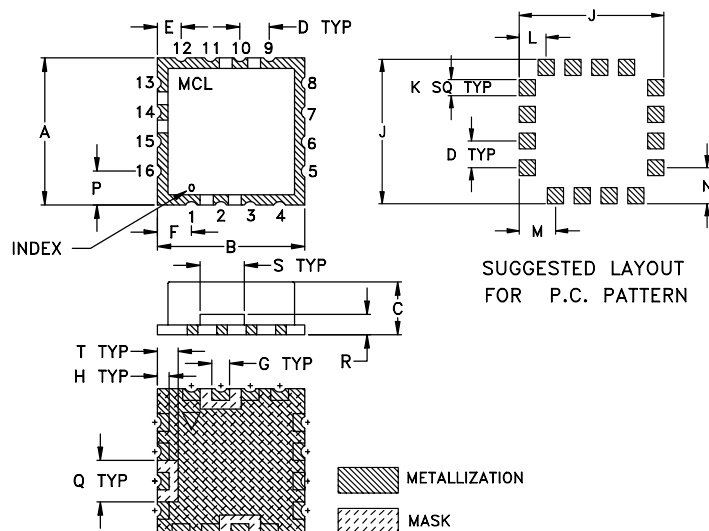 E
D TYP
12 11 10 9
MCL
13
14
15
16
8
7
6
5
A
P
INDEX
1 2 3 4
F
B
J
L
K SQ TYP
J
D TYP
N
M
SUGGESTED LAYOUT
FOR P.C. PATTERN
S TYP
C
T TYP
G TYP
R
H TYP
Q TYP
METALLIZATION
MASK